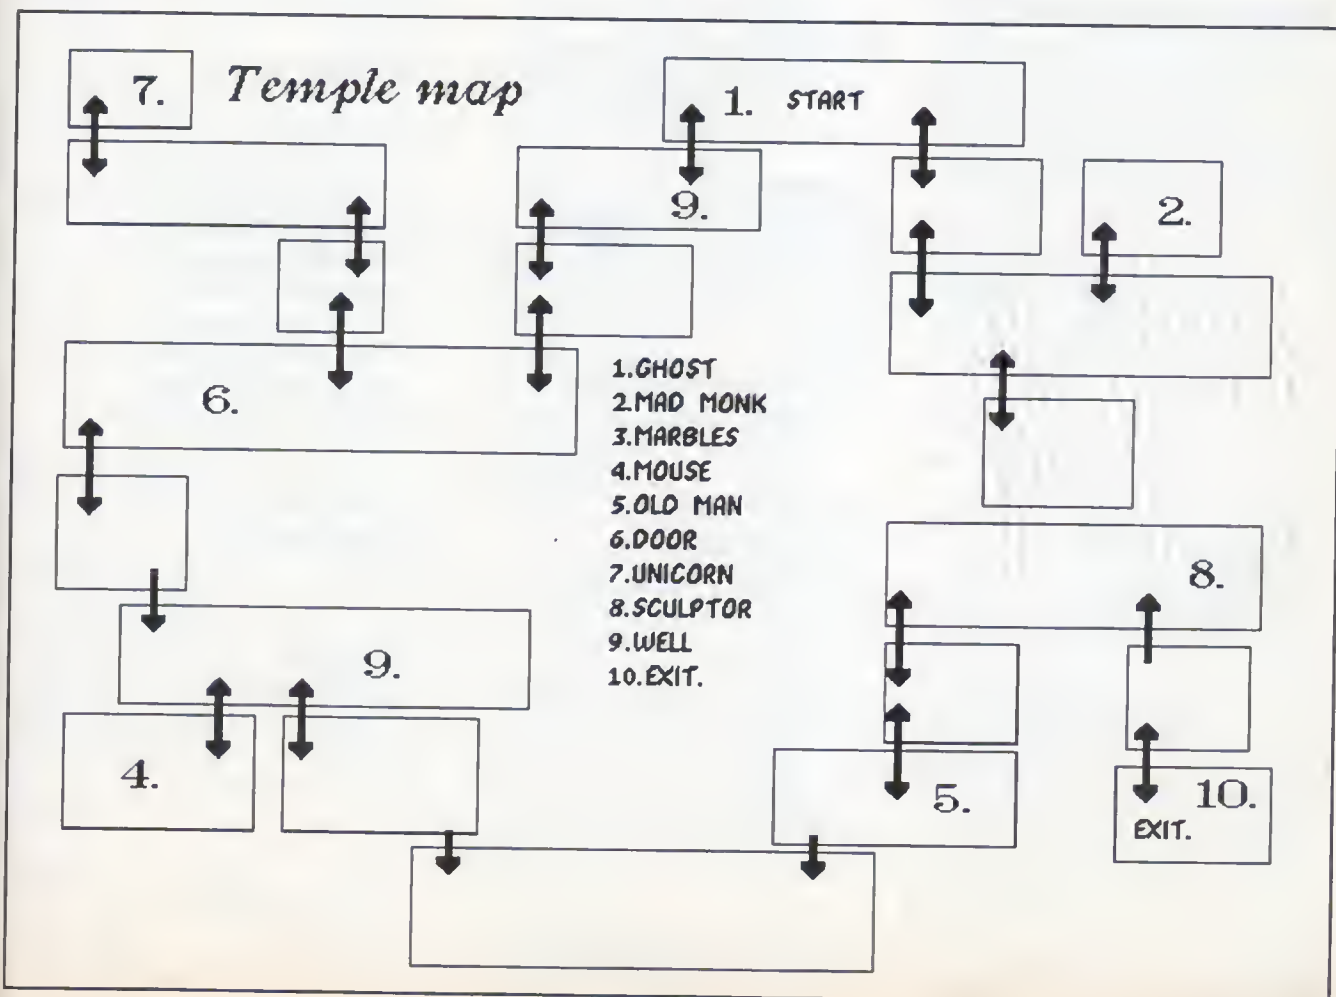 7. Temple map
1. START
9.
2.
6.
1.GHOST
2.MAD MONK
3.MARBLES
4.MOUSE
5.OLD MAN
6.DOOR
7.UNICORN
8.SCULPTOR
9.WELL
10.EXIT.
8.
9.
4.
5.
10.
EXIT.